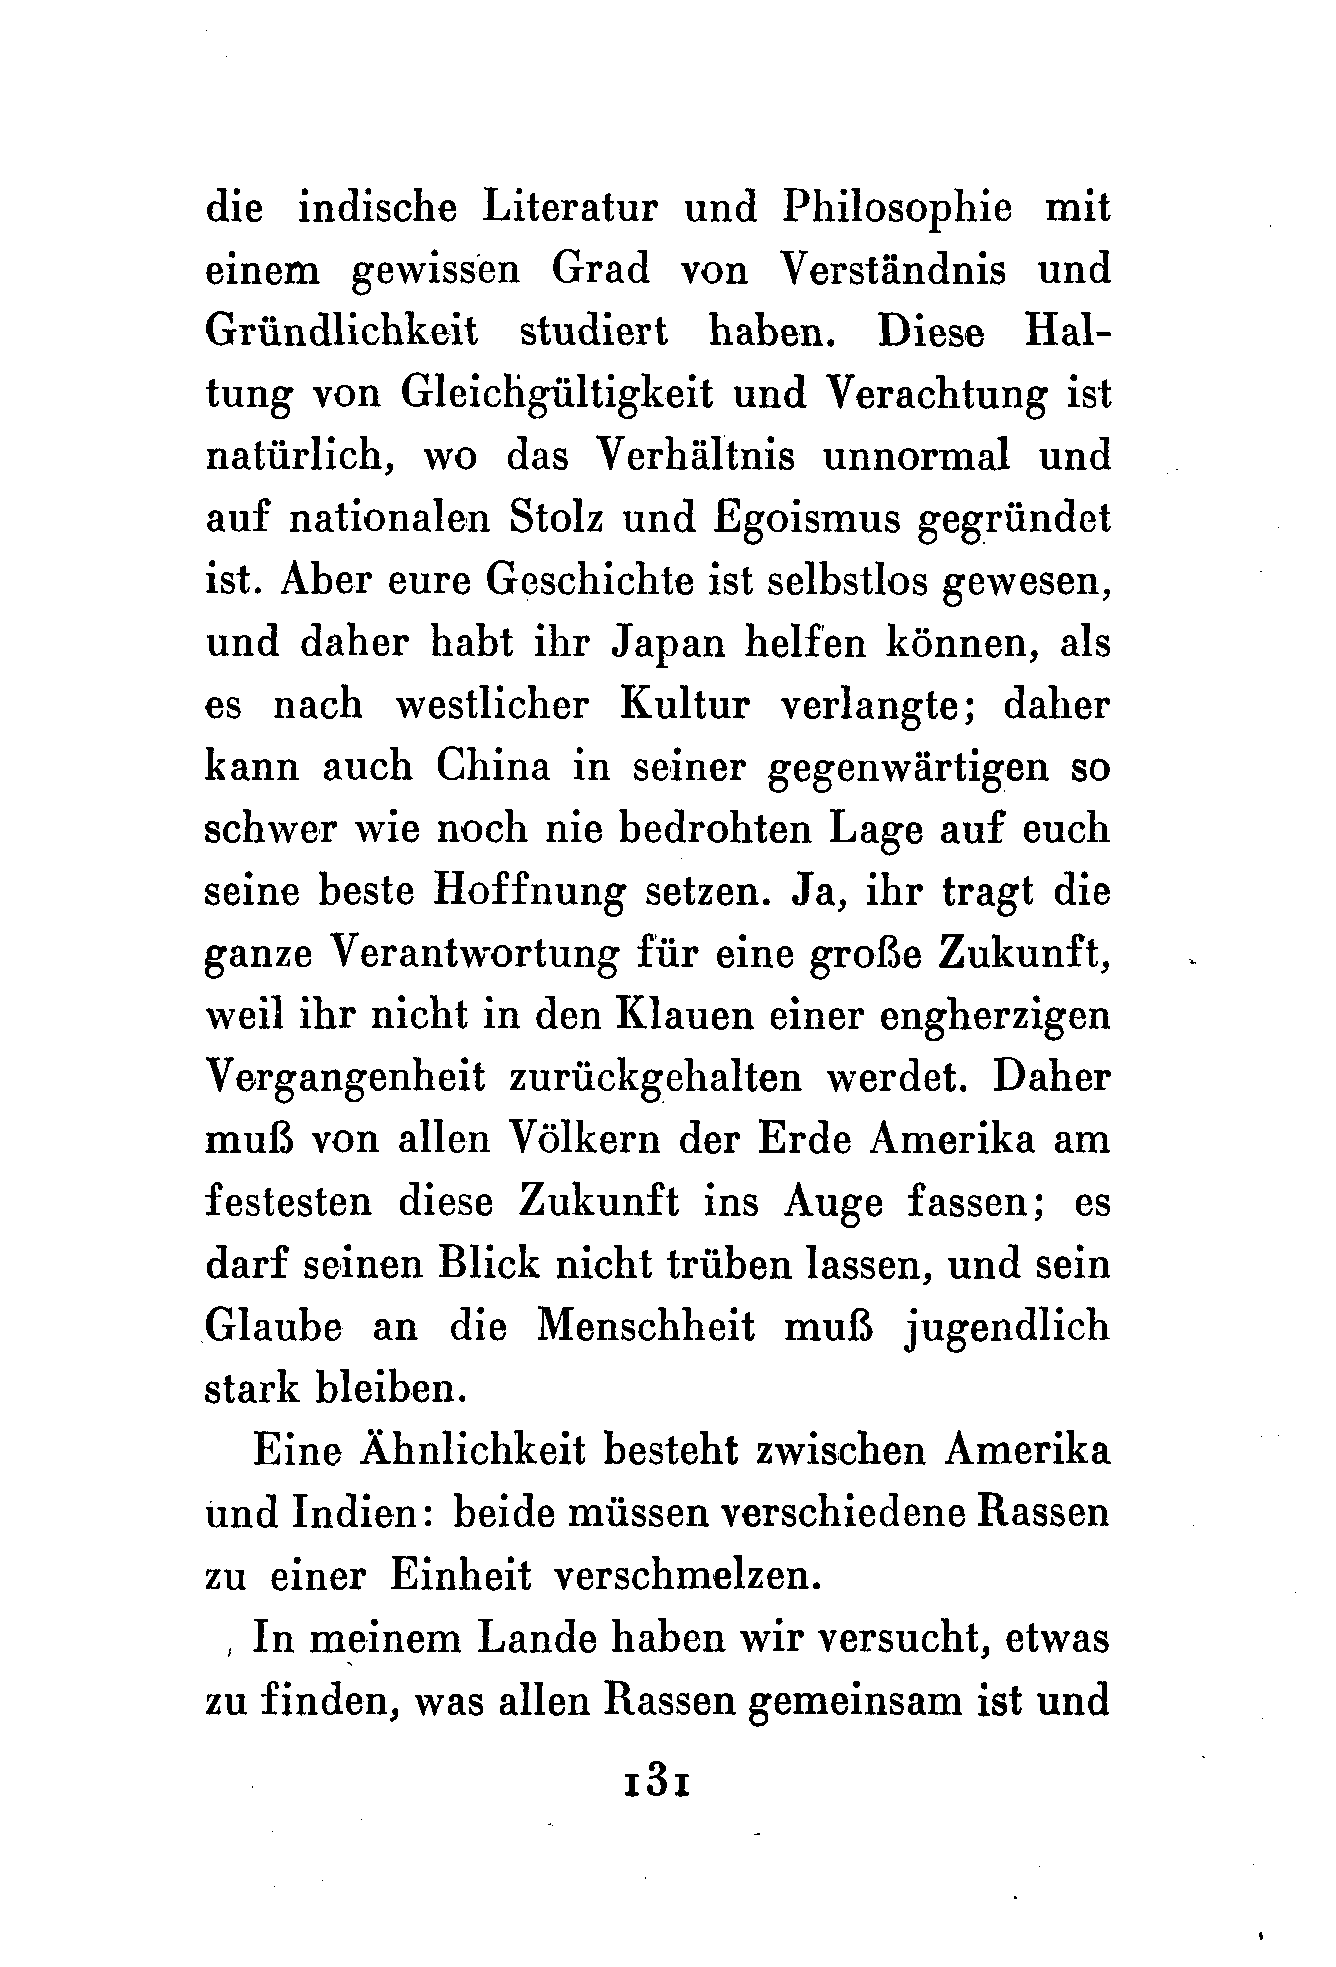 die indische Literatur und Philosophie mit
einem gewissen Grad von Verständnis und
Gründlichkeit studiert haben. Diese Hal-
tung von Gleichgültigkeit und Verachtung ist
natürlich, wo das Verhältnis unnormal und
auf nationalen Stolz und Egoismus gegründet
ist. Aber eure Geschichte ist selbstlos gewesen,
und daher habt ihr Japan helfen können, als
es nach westlicher Kultur verlangte; daher
kann auch China in seiner gegenwärtigen so
schwer wie noch nie bedrohten Lage auf euch
seine beste Hoffnung setzen. Ja, ihr tragt die
ganze Verantwortung für eine große Zukunft,
weil ihr nicht in den Klauen einer engherzigen
Vergangenheit zurückgehalten werdet. Daher
muß von allen Völkern der Erde Amerika am
festesten diese Zukunft ins Auge fassen; es
darf seinen Blick nicht trüben lassen, und sein
Glaube an die Menschheit muß jugendlich
stark bleiben.
Eine Ähnlichkeit besteht zwischen Amerika
und Indien: beide müssen verschiedene Rassen
zu einer Einheit verschmelzen.
In meinem Lande haben wir versucht, etwas
zu finden, was allen Rassen gemeinsam ist und
131